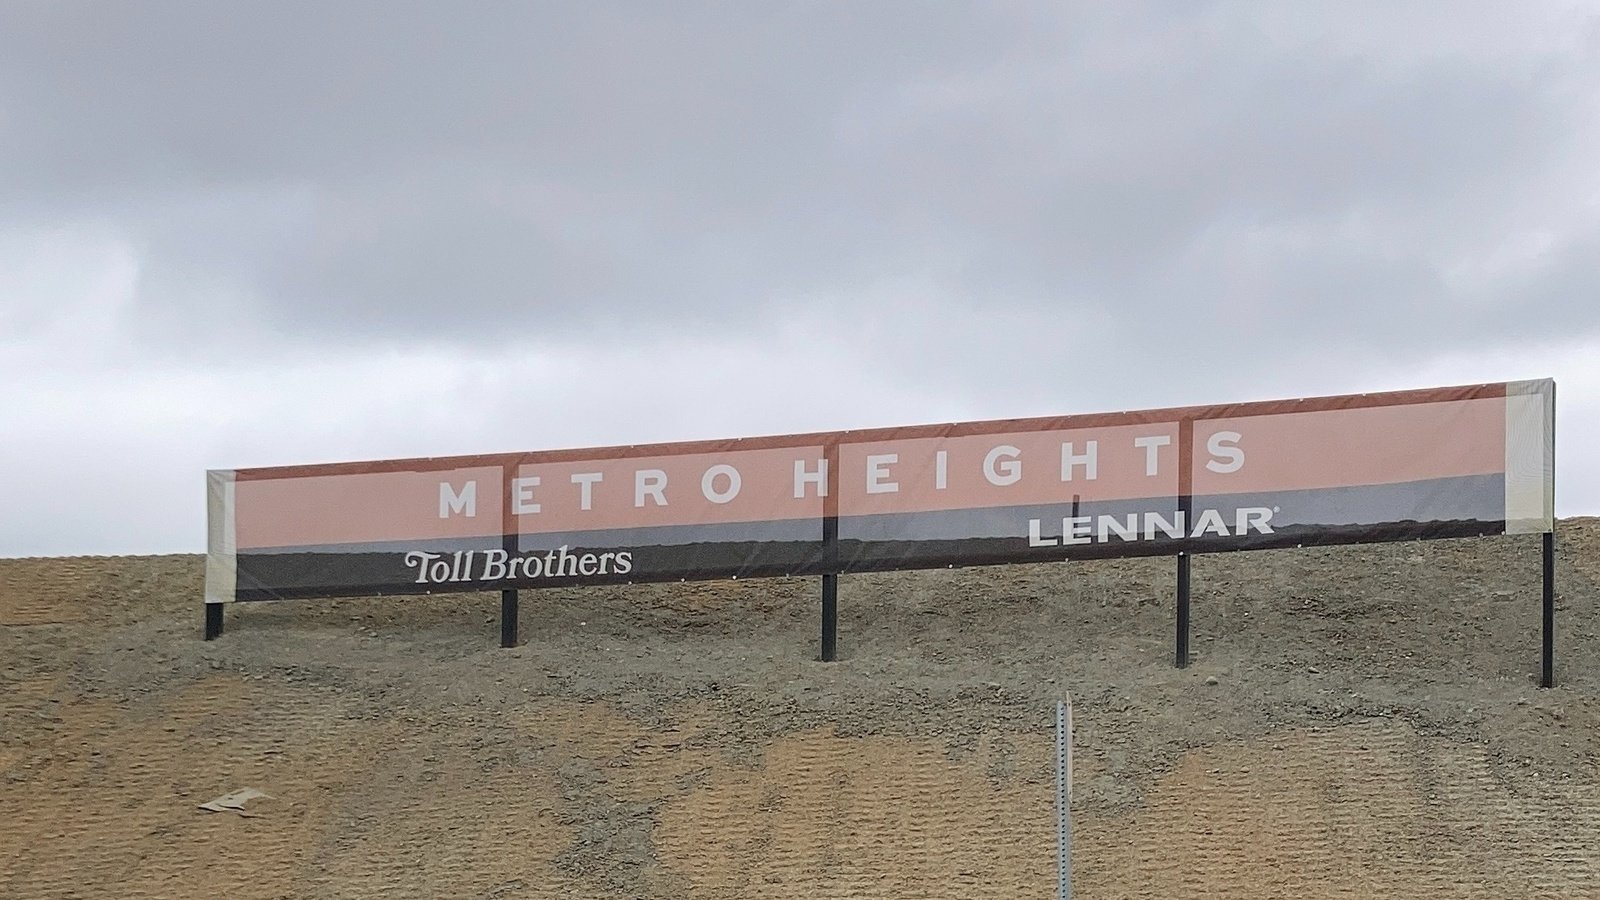 METRO HEIGHTS
Toll Brothers
LENNAR®